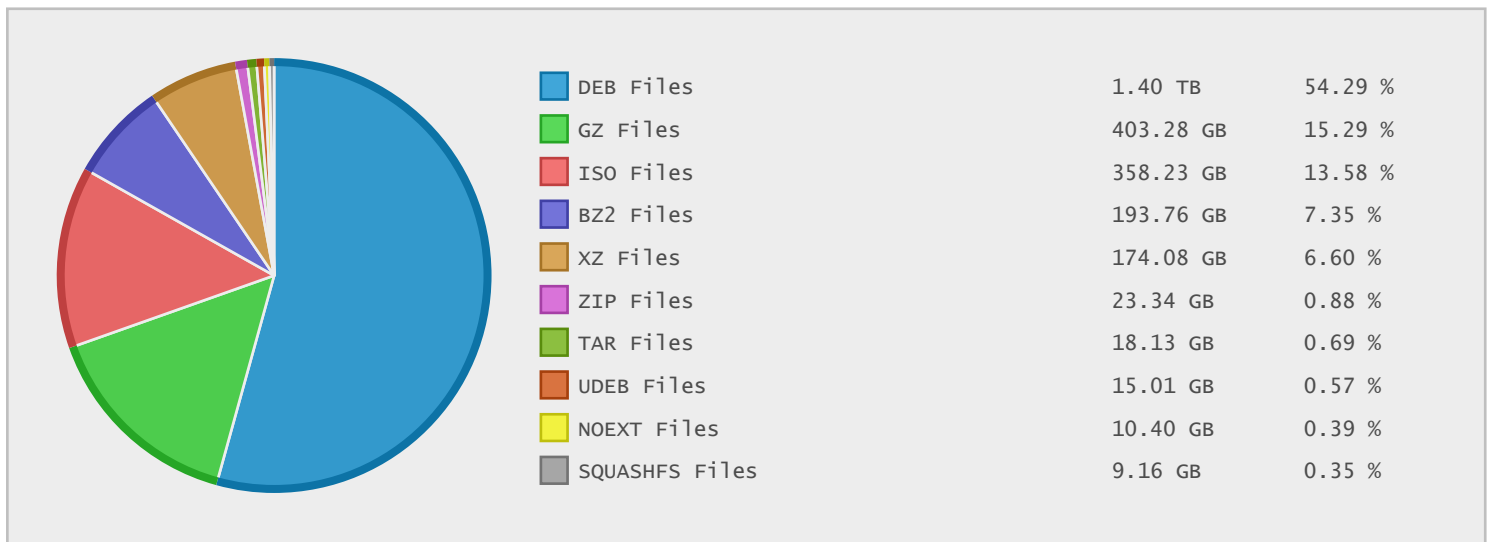 DEB Files 1.40 TB 54.29 %
GZ Files 403.28 GB 15.29 %
ISO Files 358.23 GB 13.58 %
BZ2 Files 193.76 GB 7.35 %
XZ Files 174.08 GB 6.60 %
ZIP Files 23.34 GB 0.88 %
TAR Files 18.13 GB 0.69 %
UDEB Files 15.01 GB 0.57 %
NOEXT Files 10.40 GB 0.39 %
SQUASHFS Files 9.16 GB 0.35 %